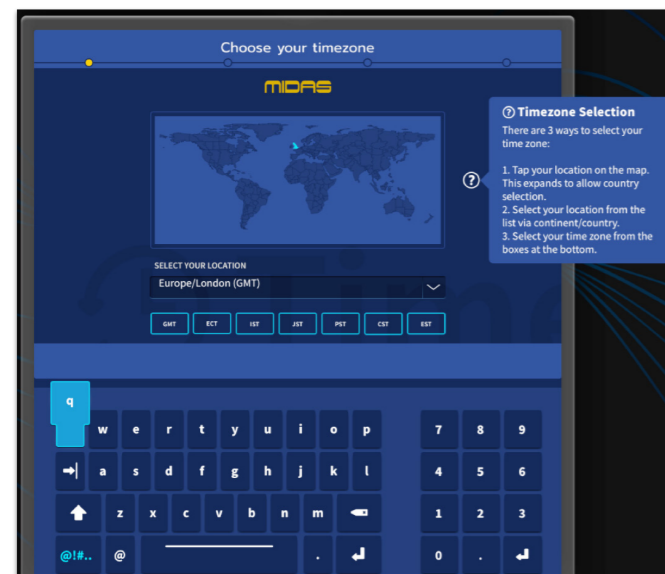 Choose your timezone
MIDAS
? Timezone Selection
There are 3 ways to select your
time zone:
1. Tap your location on the map.
This expands to allow country
selection.
2. Select your location from the
list via continent/country.
3. Select your time zone from the
boxes at the bottom.
?
SELECT YOUR LOCATION
Europe/London (GMT)
GMT ECT IST JST PST CST EST
q
w e r t y u i o p 7 8 9
a s d f g h j k l 4 5 6
z x c v b n m 1 2 3
@!#.. @ . 0 .